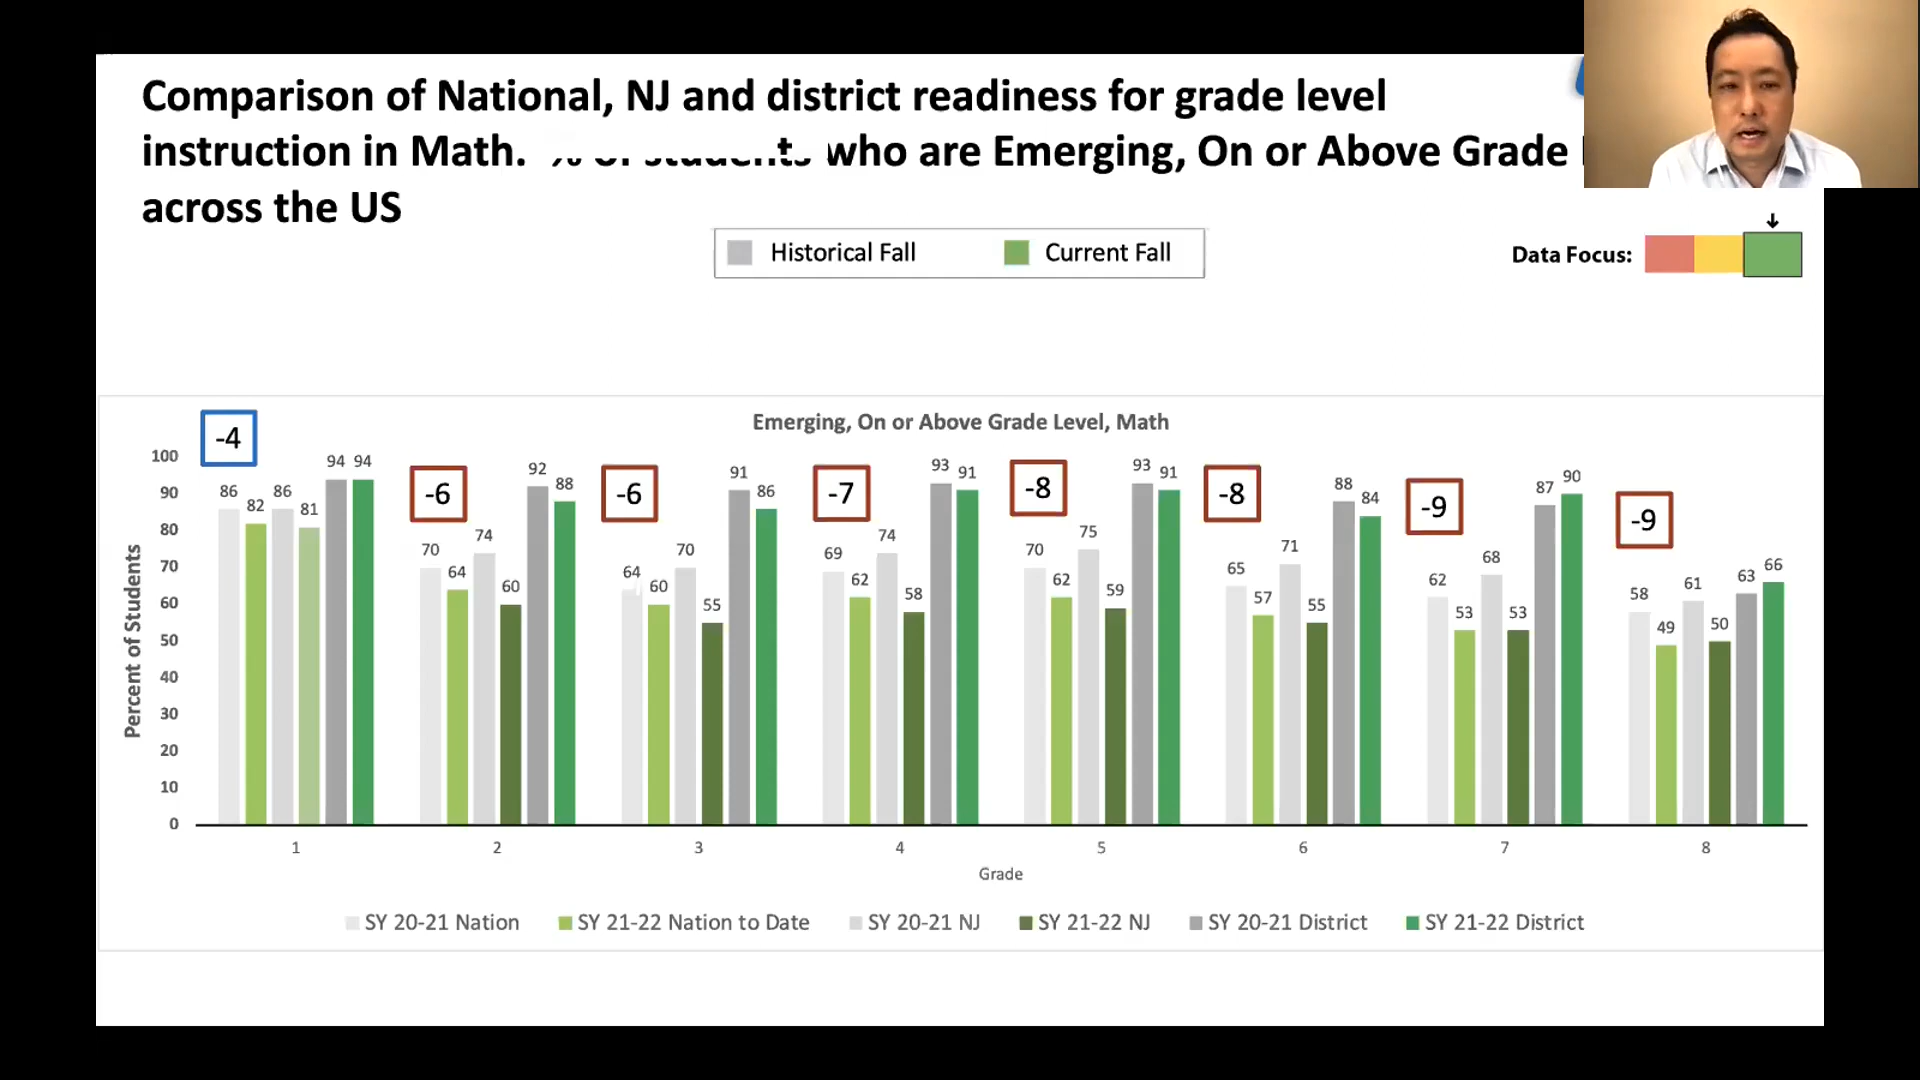 Comparison of National, NJ and district readiness for grade level
instruction in Math. % of students who are Emerging, On or Above Grade
across the US
Historical Fall Current Fall
Data Focus:
Emerging, On or Above Grade Level, Math
-4 -6 -6 -7 -8 -8 -9 -9
Percent of Students
100
90
80
70
60
50
40
30
20
10
0
86 82 86 81 94 94
70 64 74 60 92 88
64 60 70 55 91 86
69 62 74 58 93 91
70 62 75 59 93 91
65 57 71 55 88 84
62 53 68 53 87 90
58 49 61 50 63 66
1 2 3 4 5 6 7 8
Grade
SY 20-21 Nation SY 21-22 Nation to Date SY 20-21 NJ SY 21-22 NJ SY 20-21 District SY 21-22 District